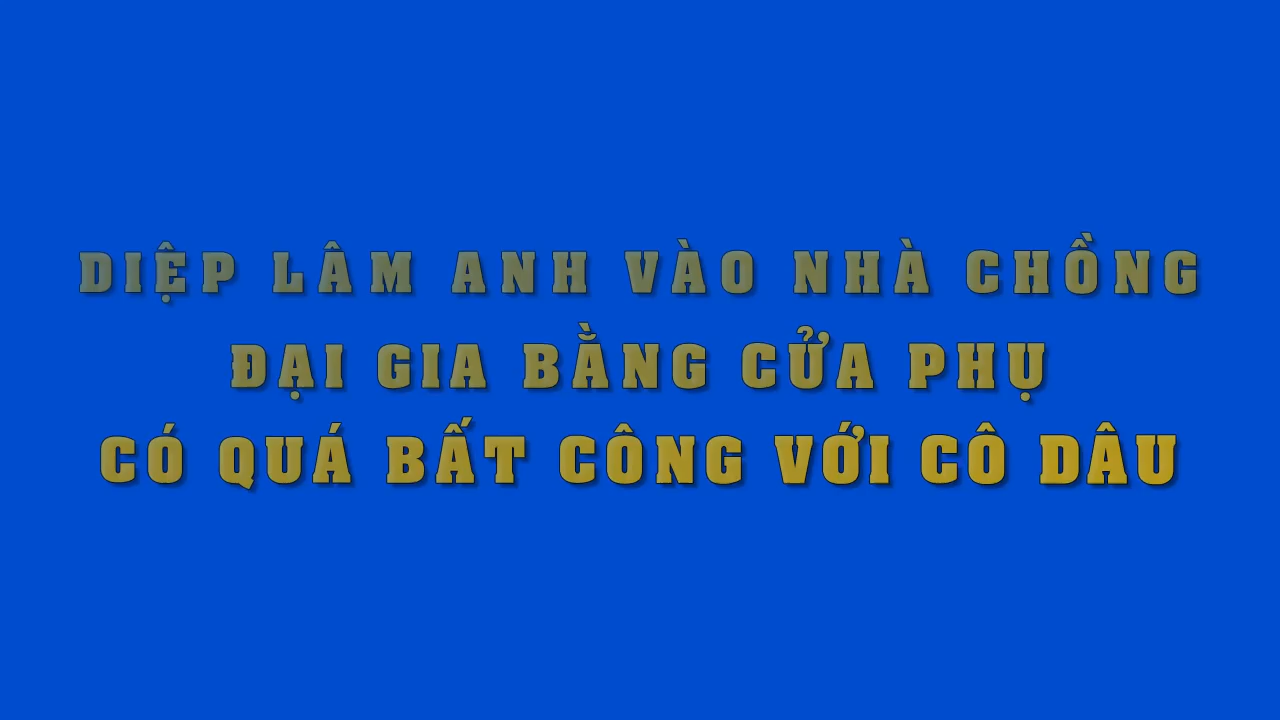 DIỆP LÂM ANH VÀO NHÀ CHỒNG
ĐẠI GIA BẰNG CỬA PHỤ
CÓ QUÁ BẤT CÔNG VỚI CÔ DÂU